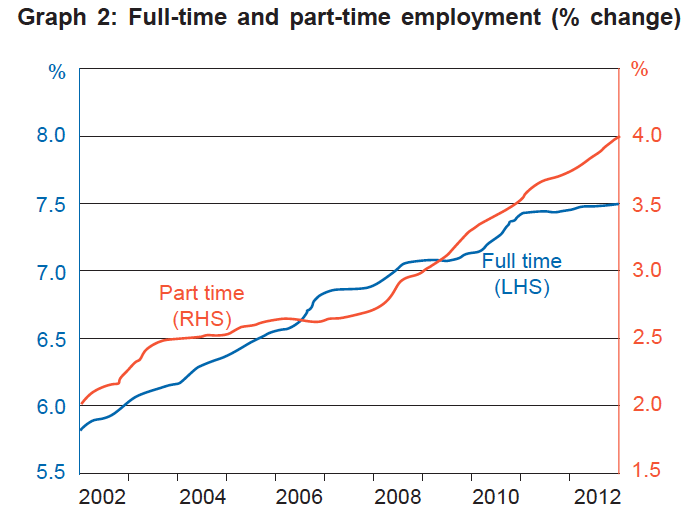 Graph 2: Full-time and part-time employment (% change)
% %
8.0 4.0
7.5 3.5
7.0 3.0
6.5 2.5
6.0 2.0
5.5 1.5
Part time
(RHS)
Full time
(LHS)
2002 2004 2006 2008 2010 2012